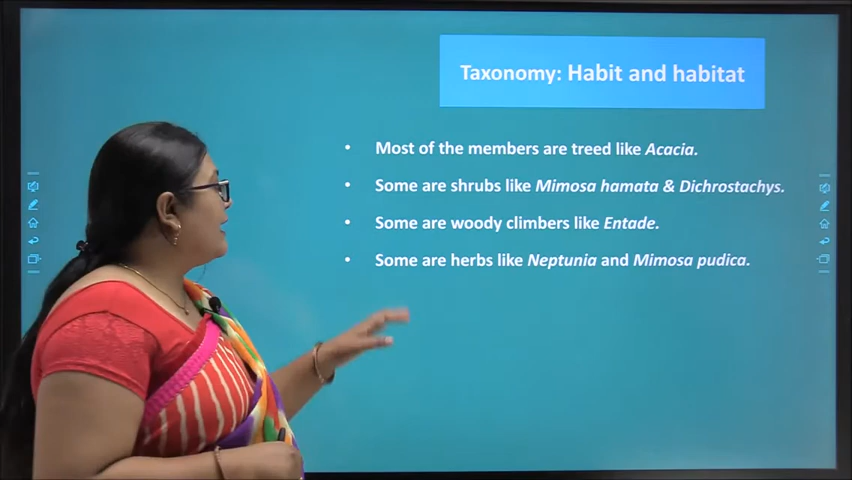 Taxonomy: Habit and habitat
• Most of the members are treed like Acacia.
• Some are shrubs like Mimosa hamata & Dichrostachys.
• Some are woody climbers like Entade.
• Some are herbs like Neptunia and Mimosa pudica.